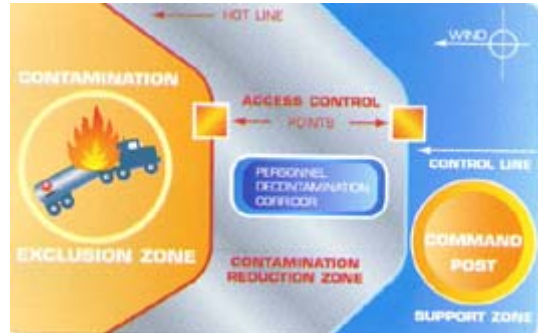 HOT LINE
WIND
CONTAMINATION
ACCESS CONTROL
POINTS
CONTROL LINE
PERSONNEL
DECONTAMINATION
CORRIDOR
EXCLUSION ZONE
COMMAND
POST
CONTAMINATION
REDUCTION ZONE
SUPPORT ZONE